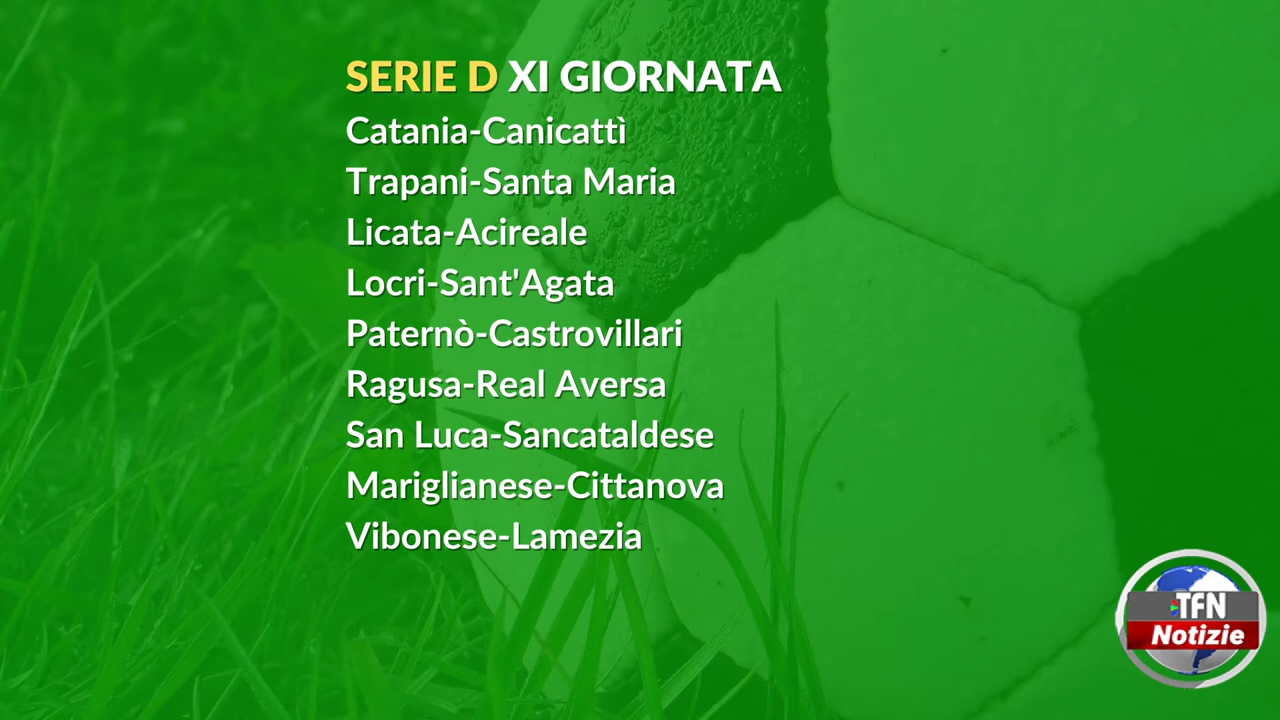 SERIE D XI GIORNATA
Catania-Canicattì
Trapani-Santa Maria
Licata-Acireale
Locri-Sant'Agata
Paternò-Castrovillari
Ragusa-Real Aversa
San Luca-Sancataldese
Mariglianese-Cittanova
Vibonese-Lamezia
TFN
Notizie